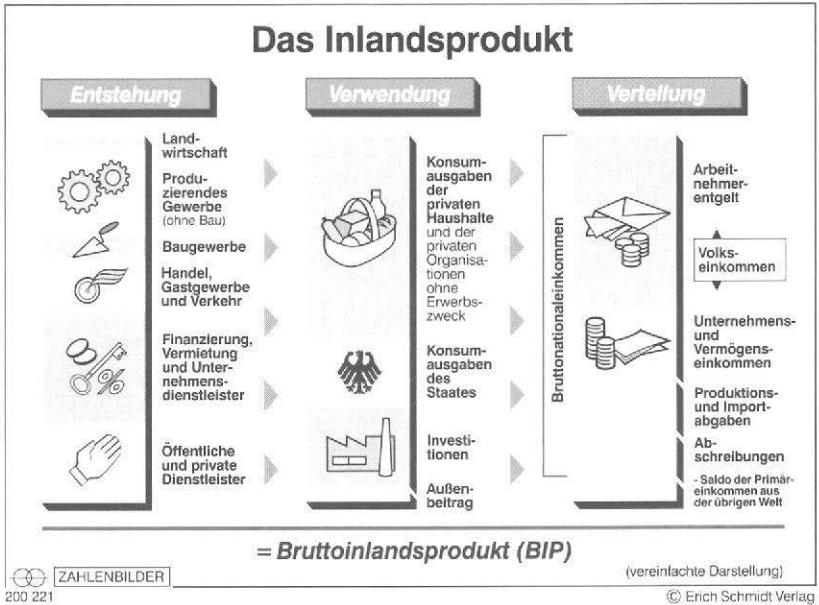 Das Inlandsprodukt
Entstehung
Land-
wirtschaft
Produ-
zierendes
Gewerbe
(ohne Bau)
Baugewerbe
Handel,
Gastgewerbe
und Verkehr
Finanzierung,
Vermietung
und Unter-
nehmens-
dienstleister
Öffentliche
und private
Dienstleister
Verwendung
Konsum-
ausgaben
der
privaten
Haushalte
und der
privaten
Organisa-
tionen
ohne
Erwerbs-
zweck
Konsum-
ausgaben
des
Staates
Investi-
tionen
Außen-
beitrag
Verteilung
Bruttonationaleinkommen
Arbeit-
nehmer-
entgelt
Volks-
einkommen
Unternehmens-
und
Vermögens-
einkommen
Produktions-
und Import-
abgaben
Ab-
schreibungen
- Saldo der Primär-
einkommen aus
der übrigen Welt
= Bruttoinlandsprodukt (BIP)
(vereinfachte Darstellung)
ZAHLENBILDER
200 221
© Erich Schmidt Verlag